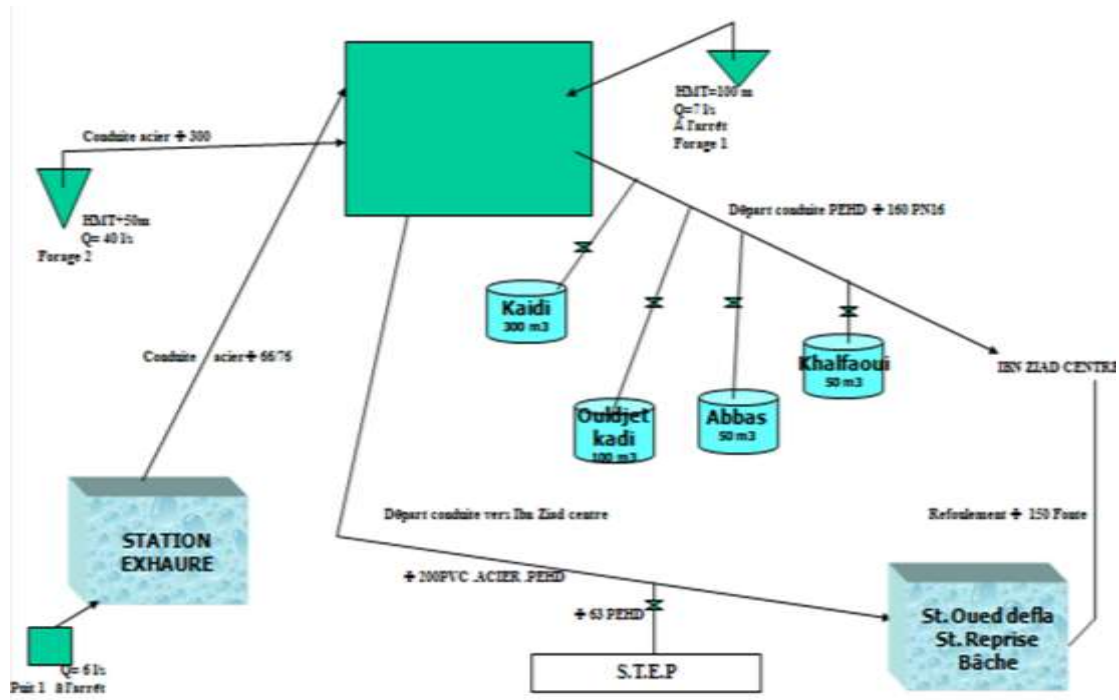 HMT=100 m
Q=7 l/s
À l'arrêt
Forage 1
Conduite acier ⌀ 300
HMT+50m
Q= 40 l/s
Forage 2
Départ conduite PEHD ⌀ 160 PN16
Kaidi
300 m3
Khalfaoui
50 m3
IBN ZIAD CENTRE
Conduite acier⌀ 66/76
Ouldjet
kadi
100 m3
Abbas
50 m3
Départ conduite vers Ibn Ziad centre
Refoulement ⌀ 150 Fonte
STATION
EXHAURE
⌀ 200PVC .ACIER .PEHD
⌀ 63 PEHD
St. Oued defla
St. Reprise
Bâche
S.T.E.P
Q= 6 l/s
Puit 1 à l'arrêt